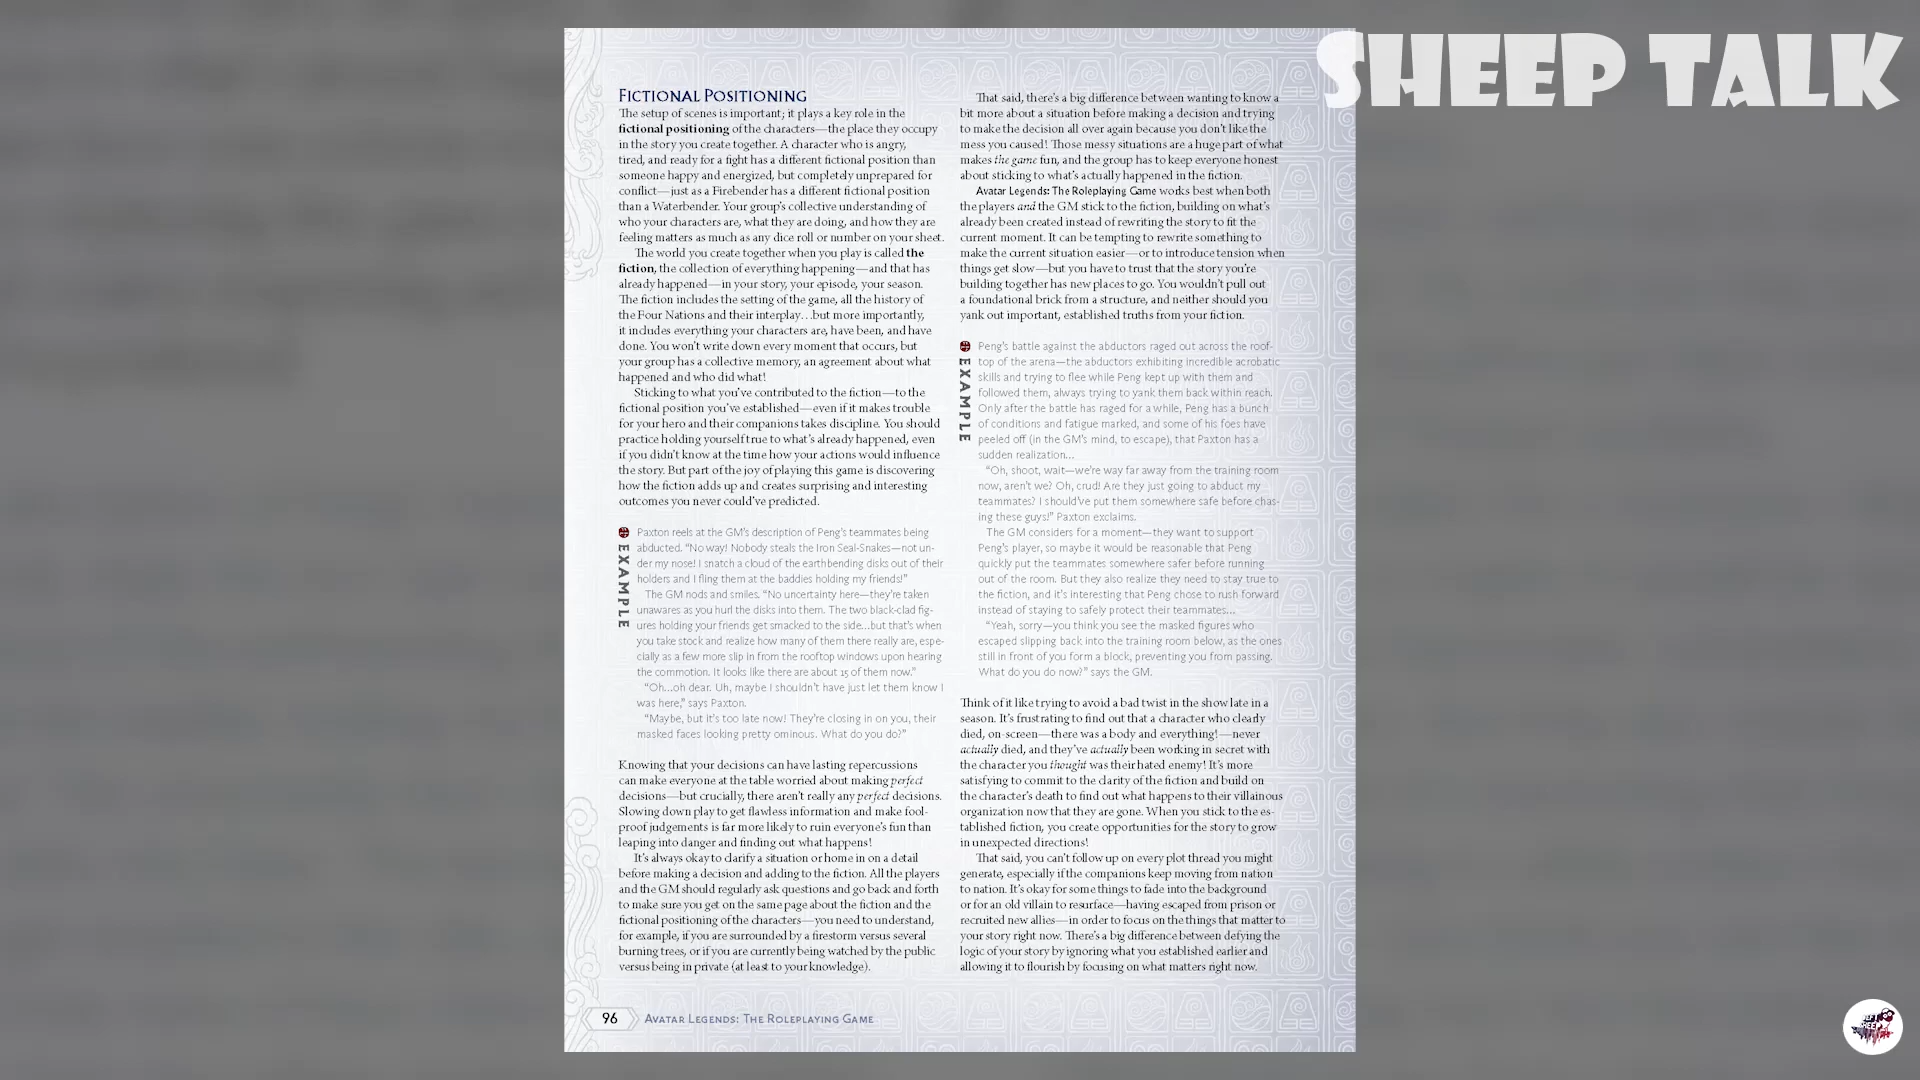 SHEEP TALK
FICTIONAL POSITIONING
The setup of scenes is important; it plays a key role in the
fictional positioning of the characters—the place they occupy
in the story you create together. A character who is angry,
tired, and ready for a fight has a different fictional position than
someone happy and energized, but completely unprepared for
conflict—just as a Firebender has a different fictional position
than a Waterbender. Your group's collective understanding of
who your characters are, what they are doing, and how they are
feeling matters as much as any dice roll or number on your sheet.
The world you create together when you play is called the
fiction, the collection of everything happening—and that has
already happened—in your story, your episode, your season.
The fiction includes the setting of the game, all the history of
the Four Nations and their interplay…but more importantly,
it includes everything your characters are, have been, and have
done. You won't write down every moment that occurs, but
your group has a collective memory, an agreement about what
happened and who did what!
Sticking to what you've contributed to the fiction—to the
fictional position you've established—even if it makes trouble
for your hero and their companions takes discipline. You should
practice holding yourself true to what's already happened, even
if you didn't know at the time how your actions would influence
the story. But part of the joy of playing this game is discovering
how the fiction adds up and creates surprising and interesting
outcomes you never could've predicted.
EXAMPLE
Paxton reels at the GM's description of Peng's teammates being
abducted. "No way! Nobody steals the Iron Seal-Snakes—not un-
der my nose! I snatch a cloud of the earthbending disks out of their
holders and I fling them at the baddies holding my friends!"
The GM nods and smiles. "No uncertainty here—they're taken
unawares as you hurl the disks into them. The two black-clad fig-
ures holding your friends get smacked to the side…but that's when
you take stock and realize how many of them there really are, espe-
cially as a few more slip in from the rooftop windows upon hearing
the commotion. It looks like there are about 15 of them now."
"Oh…oh dear. Uh, maybe I shouldn't have just let them know I
was here," says Paxton.
"Maybe, but it's too late now! They're closing in on you, their
masked faces looking pretty ominous. What do you do?"
Knowing that your decisions can have lasting repercussions
can make everyone at the table worried about making perfect
decisions—but crucially, there aren't really any perfect decisions.
Slowing down play to get flawless information and make fool-
proof judgements is far more likely to ruin everyone's fun than
leaping into danger and finding out what happens!
It's always okay to clarify a situation or home in on a detail
before making a decision and adding to the fiction. All the players
and the GM should regularly ask questions and go back and forth
to make sure you get on the same page about the fiction and the
fictional positioning of the characters—you need to understand,
for example, if you are surrounded by a firestorm versus several
burning trees, or if you are currently being watched by the public
versus being in private (at least to your knowledge).
That said, there's a big difference between wanting to know a
bit more about a situation before making a decision and trying
to make the decision all over again because you don't like the
mess you caused! Those messy situations are a huge part of what
makes the game fun, and the group has to keep everyone honest
about sticking to what's actually happened in the fiction.
Avatar Legends: The Roleplaying Game works best when both
the players and the GM stick to the fiction, building on what's
already been created instead of rewriting the story to fit the
current moment. It can be tempting to rewrite something to
make the current situation easier—or to introduce tension when
things get slow—but you have to trust that the story you're
building together has new places to go. You wouldn't pull out
a foundational brick from a structure, and neither should you
yank out important, established truths from your fiction.
EXAMPLE
Peng's battle against the abductors raged out across the roof-
top of the arena—the abductors exhibiting incredible acrobatic
skills and trying to flee while Peng kept up with them and
followed them, always trying to yank them back within reach.
Only after the battle has raged for a while, Peng has a bunch
of conditions and fatigue marked, and some of his foes have
peeled off (in the GM's mind, to escape), that Paxton has a
sudden realization…
"Oh, shoot, wait—we're way far away from the training room
now, aren't we? Oh, crud! Are they just going to abduct my
teammates? I should've put them somewhere safe before chas-
ing these guys!" Paxton exclaims.
The GM considers for a moment—they want to support
Peng's player, so maybe it would be reasonable that Peng
quickly put the teammates somewhere safer before running
out of the room. But they also realize they need to stay true to
the fiction, and it's interesting that Peng chose to rush forward
instead of staying to safely protect their teammates…
"Yeah, sorry—you think you see the masked figures who
escaped slipping back into the training room below, as the ones
still in front of you form a block, preventing you from passing.
What do you do now?" says the GM.
Think of it like trying to avoid a bad twist in the show late in a
season. It's frustrating to find out that a character who clearly
died, on-screen—there was a body and everything!—never
actually died, and they've actually been working in secret with
the character you thought was their hated enemy! It's more
satisfying to commit to the clarity of the fiction and build on
the character's death to find out what happens to their villainous
organization now that they are gone. When you stick to the es-
tablished fiction, you create opportunities for the story to grow
in unexpected directions!
That said, you can't follow up on every plot thread you might
generate, especially if the companions keep moving from nation
to nation. It's okay for some things to fade into the background
or for an old villain to resurface—having escaped from prison or
recruited new allies—in order to focus on the things that matter to
your story right now. There's a big difference between defying the
logic of your story by ignoring what you established earlier and
allowing it to flourish by focusing on what matters right now.
96 AVATAR LEGENDS: THE ROLEPLAYING GAME